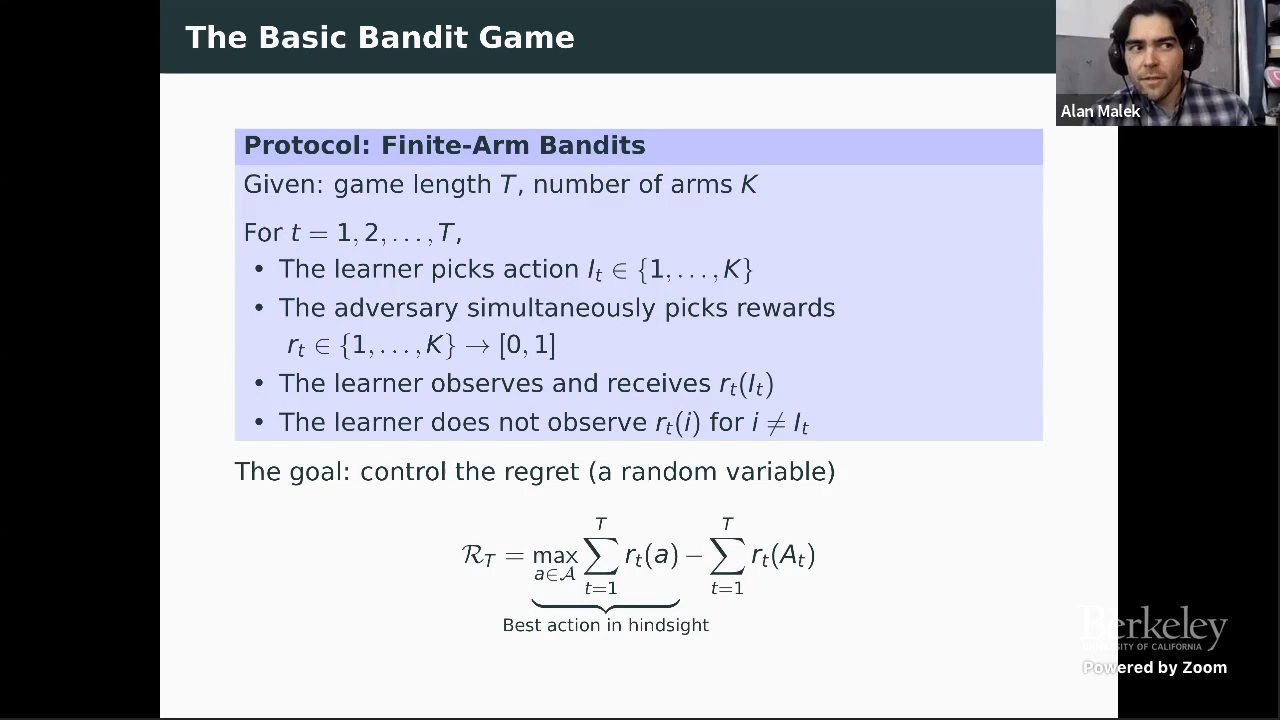 The Basic Bandit Game
Alan Malek
Protocol: Finite-Arm Bandits
Given: game length T, number of arms K
For t = 1, 2, . . . , T,
• The learner picks action I_t ∈ {1, . . . , K}
• The adversary simultaneously picks rewards
r_t ∈ {1, . . . , K} → [0, 1]
• The learner observes and receives r_t(I_t)
• The learner does not observe r_t(i) for i ≠ I_t
The goal: control the regret (a random variable)
R_T = max_{a∈A} ∑_{t=1}^{T} r_t(a) − ∑_{t=1}^{T} r_t(A_t)
Best action in hindsight
Berkeley
UNIVERSITY OF CALIFORNIA
Powered by Zoom